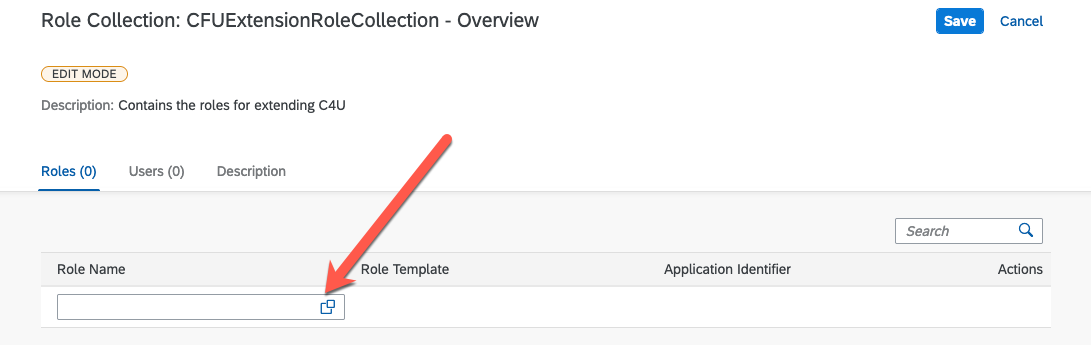 Role Collection: CFUExtensionRoleCollection - Overview
Save
Cancel
EDIT MODE
Description: Contains the roles for extending C4U
Roles (0)
Users (0)
Description
Search
Role Name
Role Template
Application Identifier
Actions